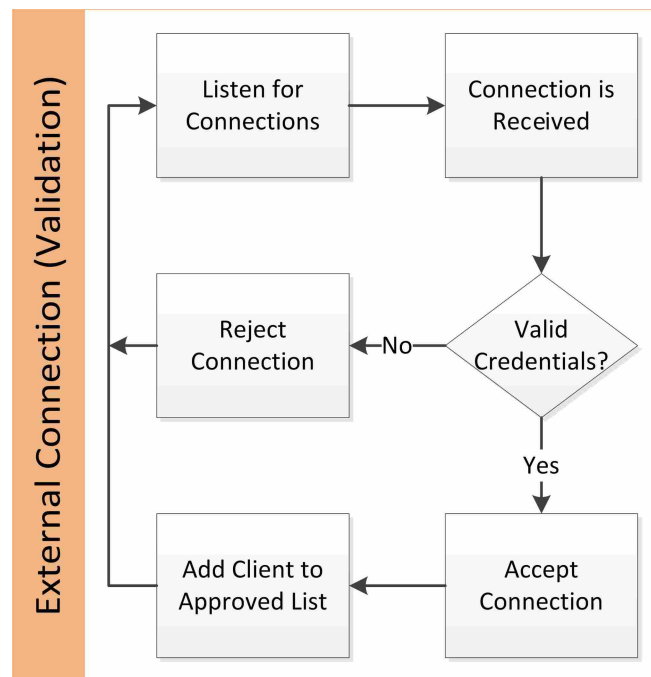 External Connection (Validation)
Listen for
Connections
Connection is
Received
Reject
Connection
No
Valid
Credentials?
Yes
Add Client to
Approved List
Accept
Connection